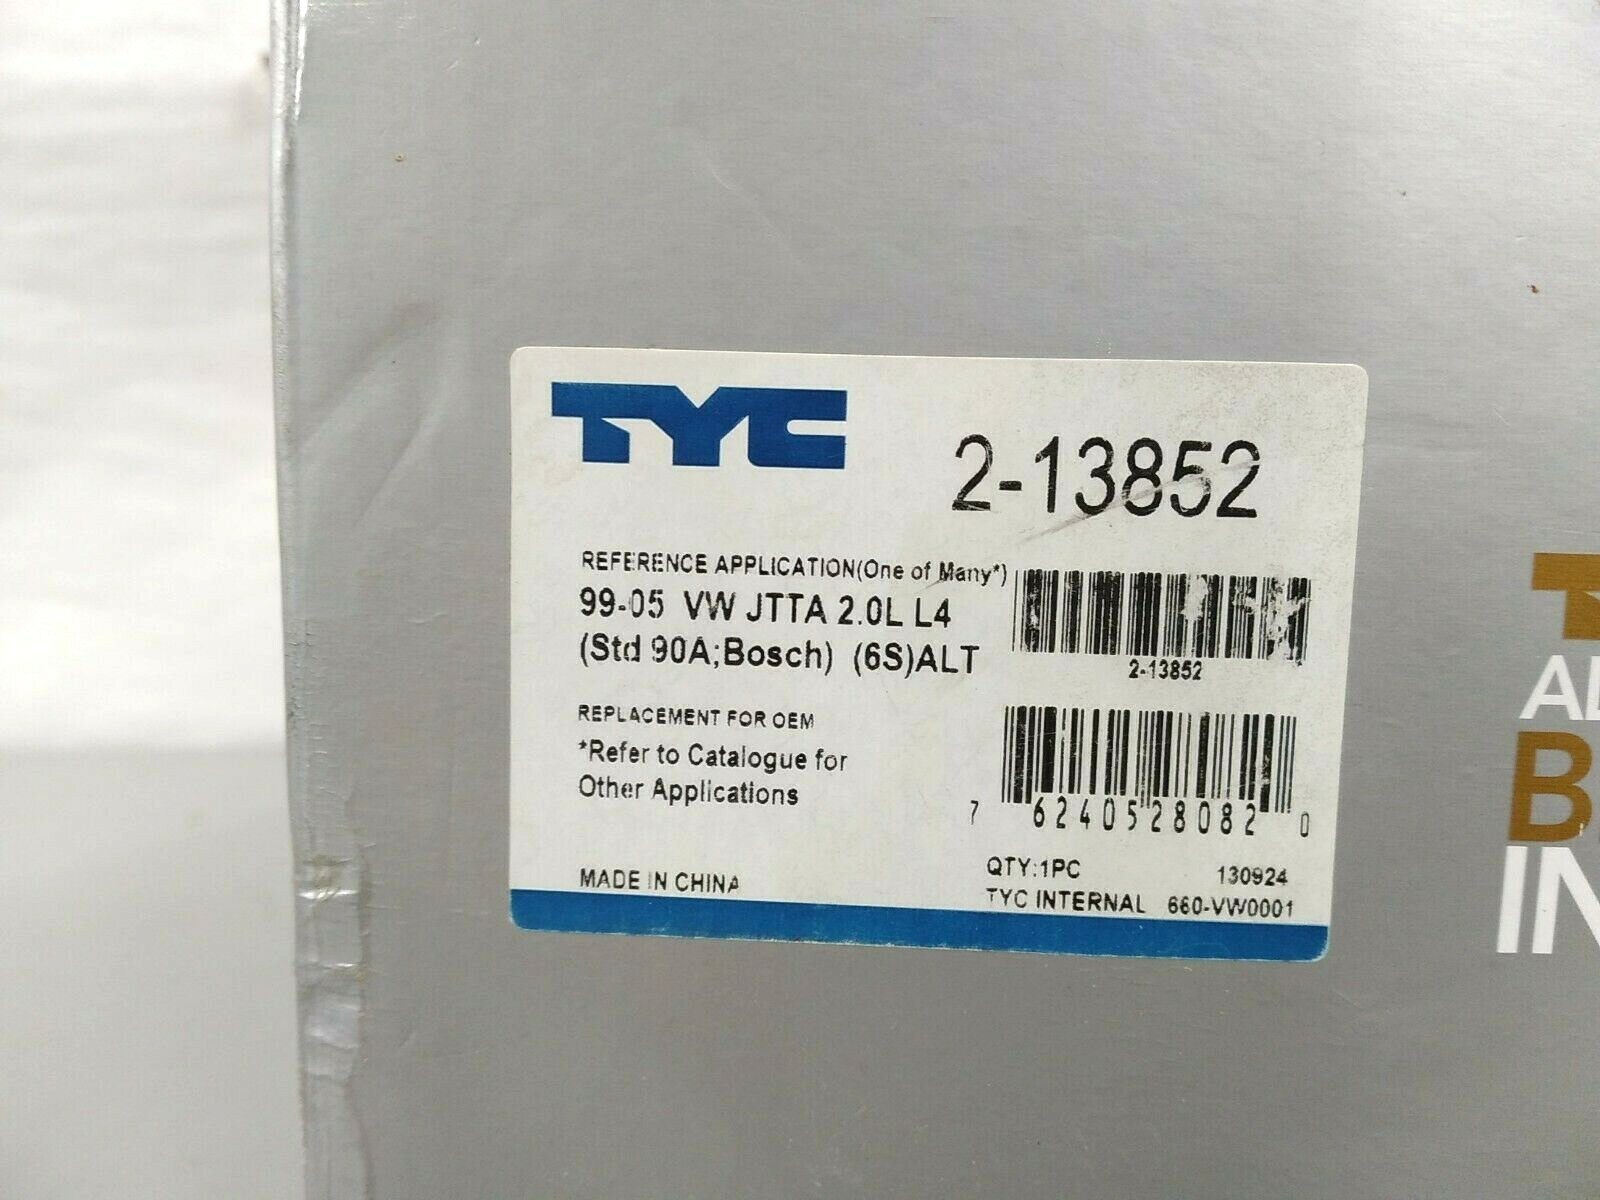 TYC
2-13852
REFERENCE APPLICATION(One of Many*)
99-05 VW JTTA 2.0L L4
(Std 90A;Bosch) (6S)ALT
2-13852
REPLACEMENT FOR OEM
*Refer to Catalogue for
Other Applications
7 62405 28082 0
MADE IN CHINA
QTY:1PC 130924
TYC INTERNAL 660-VW0001